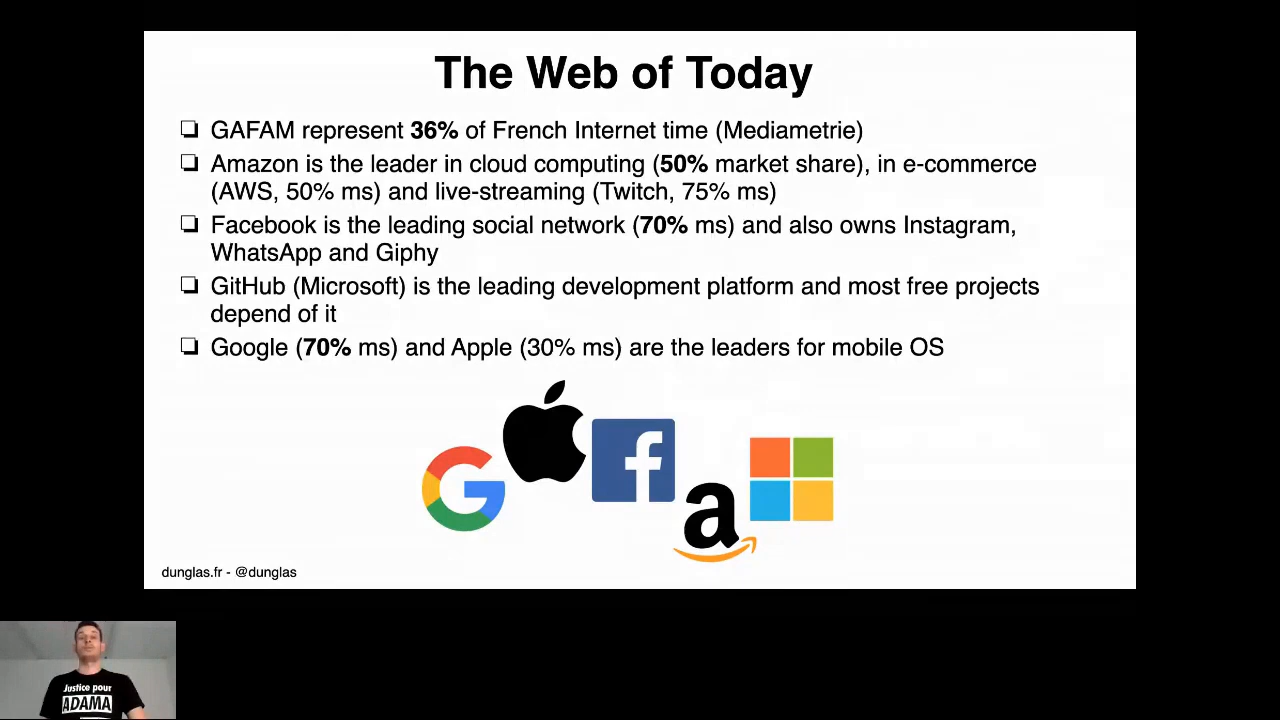 The Web of Today
❏ GAFAM represent 36% of French Internet time (Mediametrie)
❏ Amazon is the leader in cloud computing (50% market share), in e-commerce
(AWS, 50% ms) and live-streaming (Twitch, 75% ms)
❏ Facebook is the leading social network (70% ms) and also owns Instagram,
WhatsApp and Giphy
❏ GitHub (Microsoft) is the leading development platform and most free projects
depend of it
❏ Google (70% ms) and Apple (30% ms) are the leaders for mobile OS
dunglas.fr - @dunglas
Justice pour
ADAMA